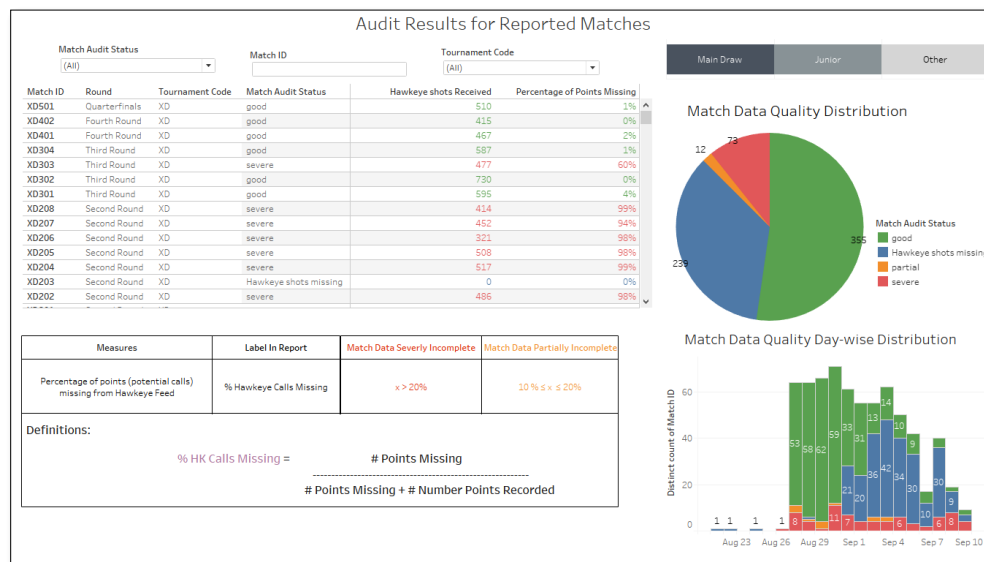 Audit Results for Reported Matches
Match Audit Status
(All)
Match ID
Tournament Code
(All)
Main Draw Junior Other
Match ID Round Tournament Code Match Audit Status Hawkeye shots Received Percentage of Points Missing
XD501 Quarterfinals XD good 510 1%
XD402 Fourth Round XD good 415 0%
XD401 Fourth Round XD good 467 2%
XD304 Third Round XD good 587 1%
XD303 Third Round XD severe 477 60%
XD302 Third Round XD good 730 0%
XD301 Third Round XD good 595 4%
XD208 Second Round XD severe 414 99%
XD207 Second Round XD severe 452 94%
XD206 Second Round XD severe 321 98%
XD205 Second Round XD severe 508 98%
XD204 Second Round XD severe 517 99%
XD203 Second Round XD Hawkeye shots missing 0 0%
XD202 Second Round XD severe 486 98%
Match Data Quality Distribution
73
12
355
239
Match Audit Status
good
Hawkeye shots missing
partial
severe
Measures Label In Report Match Data Severly Incomplete Match Data Partially Incomplete
Percentage of points (potential calls)
missing from Hawkeye Feed
% Hawkeye Calls Missing
x > 20%
10 % ≤ x ≤ 20%
Definitions:
% HK Calls Missing =
# Points Missing
# Points Missing + # Number Points Recorded
Match Data Quality Day-wise Distribution
Distinct count of Match ID
60
40
20
0
1 1 1 1
53 58 62 59 33 31 13 14 10 9
21 20 36 42 34 30 10 30 9
8 11 7 6 6 8
Aug 23 Aug 26 Aug 29 Sep 1 Sep 4 Sep 7 Sep 10